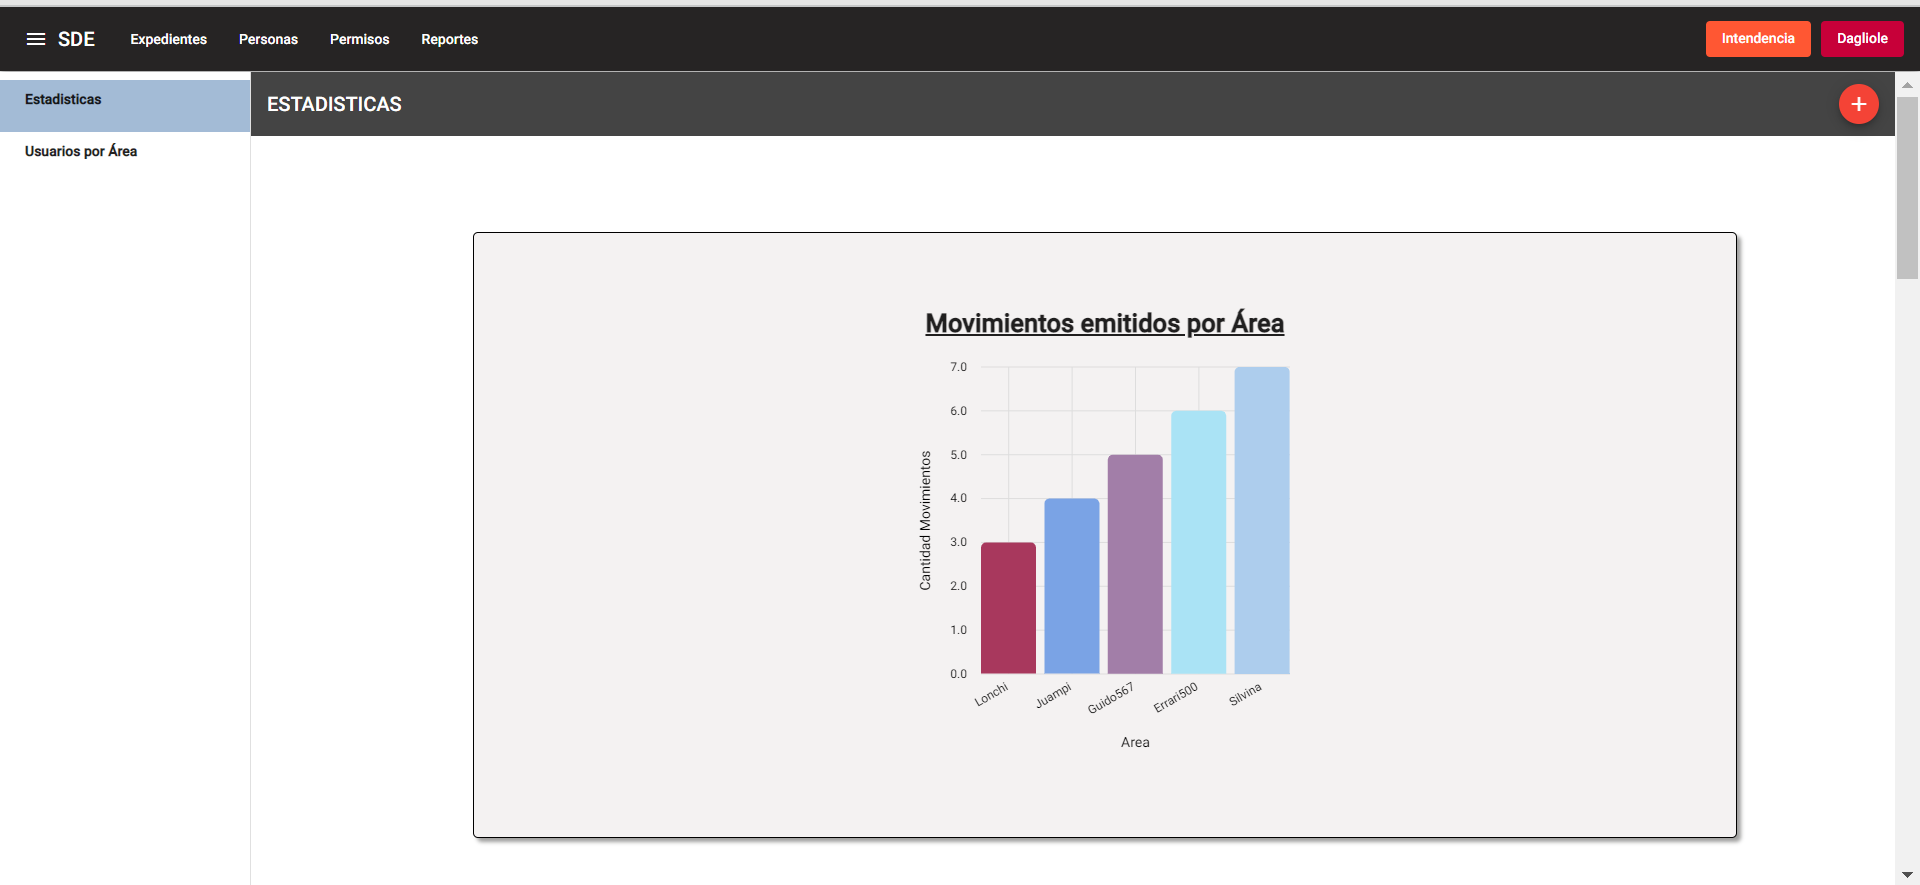 SDE Expedientes Personas Permisos Reportes Intendencia Dagliole
Estadisticas
Usuarios por Área
ESTADISTICAS
+
Movimientos emitidos por Área
Cantidad Movimientos
7.0
6.0
5.0
4.0
3.0
2.0
1.0
0.0
Lonchi Juampi Guido567 Errari500 Silvina
Area